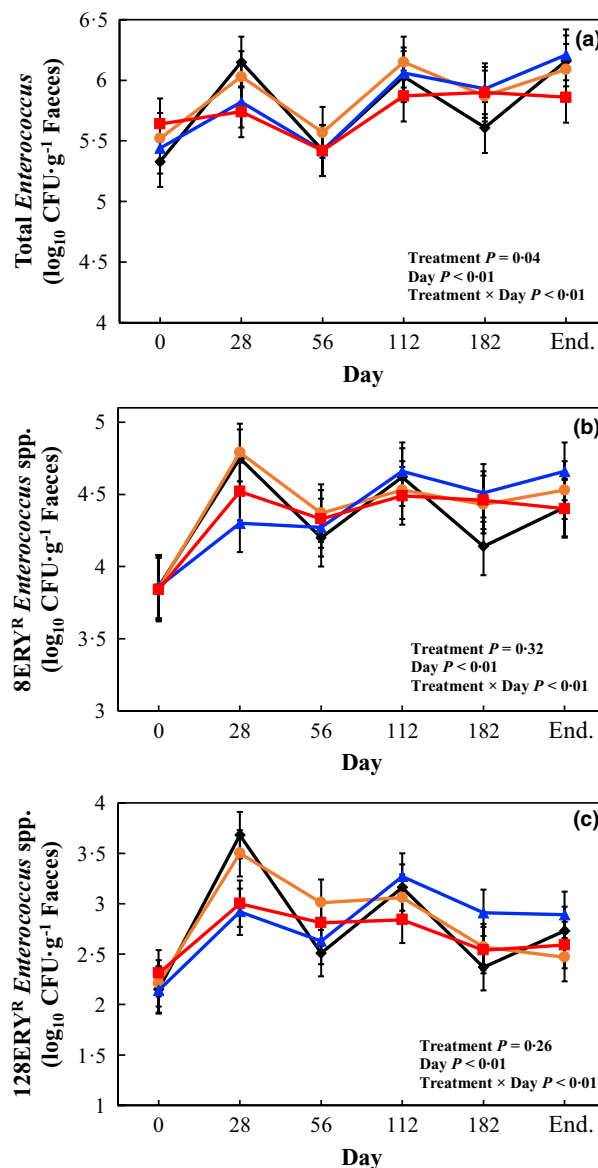 (a)
Total Enterococcus
(log₁₀ CFU·g⁻¹ Faeces)
6·5
6
5·5
5
4·5
4
Treatment P = 0·04
Day P < 0·01
Treatment × Day P < 0·01
0 28 56 112 182 End.
Day
(b)
8ERYᴿ Enterococcus spp.
(log₁₀ CFU·g⁻¹ Faeces)
5
4·5
4
3·5
3
Treatment P = 0·32
Day P < 0·01
Treatment × Day P < 0·01
0 28 56 112 182 End.
Day
(c)
128ERYᴿ Enterococcus spp.
(log₁₀ CFU·g⁻¹ Faeces)
4
3·5
3
2·5
2
1·5
1
Treatment P = 0·26
Day P < 0·01
Treatment × Day P < 0·01
0 28 56 112 182 End.
Day